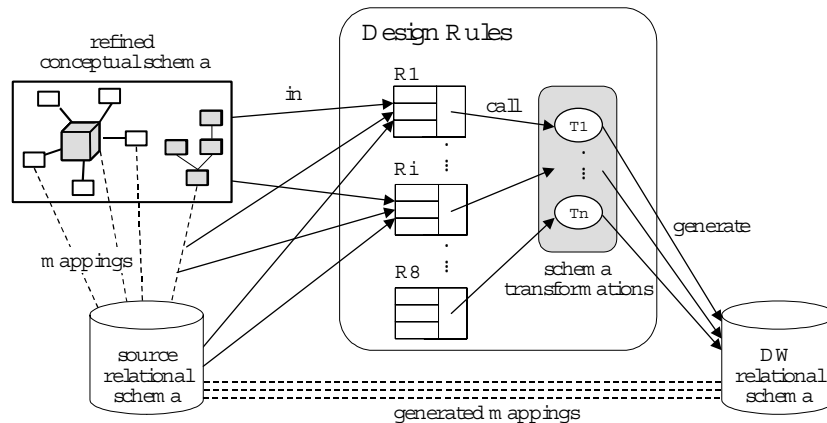 refined
conceptual schema
Design Rules
R1
in
call
T1
Ri
Tn
generate
mappings
R8
schema
transformations
source
relational
schema
DW
relational
schema
generated mappings